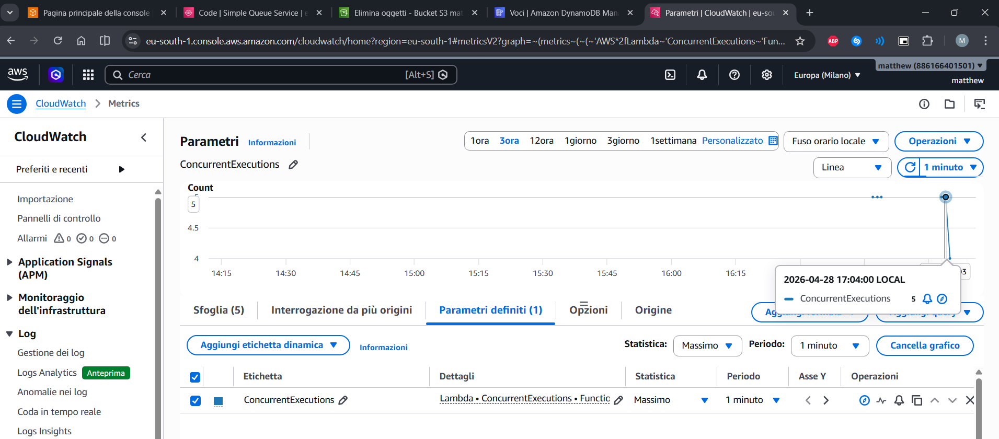 Pagina principale della console
Code | Simple Queue Service | e
Elimina oggetti - Bucket S3 mat
Voci | Amazon DynamoDB Man
Parametri | CloudWatch | eu-sou
eu-south-1.console.aws.amazon.com/cloudwatch/home?region=eu-south-1#metricsV2?graph=~(metrics~(~(~'AWS*2fLambda~'ConcurrentExecutions~'Fun...
ABP
M
aws
Cerca
[Alt+S]
Europa (Milano)
matthew (886166401501)
matthew
CloudWatch
Metrics
CloudWatch
Preferiti e recenti
Importazione
Pannelli di controllo
Allarmi 0 0 0
Application Signals
(APM)
Monitoraggio
dell'infrastruttura
Log
Gestione dei log
Logs Analytics Anteprima
Anomalie nei log
Coda in tempo reale
Logs Insights
Parametri Informazioni
1ora 3ora 12ora 1giorno 3giorno 1settimana Personalizzato
Fuso orario locale
Operazioni
ConcurrentExecutions
Linea
1 minuto
Count
5
5
4.5
4
14:15 14:30 14:45 15:00 15:15 15:30 15:45 16:00 16:15
2026-04-28 17:04:00 LOCAL
ConcurrentExecutions 5
Sfoglia (5)
Interrogazione da più origini
Parametri definiti (1)
Opzioni
Origine
Aggiungi etichetta dinamica
Informazioni
Statistica:
Massimo
Periodo:
1 minuto
Cancella grafico
Etichetta
Dettagli
Statistica
Periodo
Asse Y
Operazioni
ConcurrentExecutions
Lambda • ConcurrentExecutions • Functio
Massimo
1 minuto